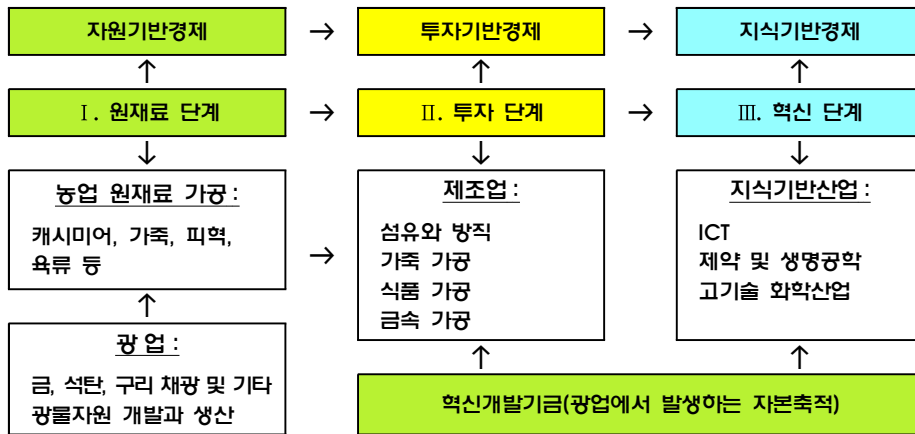 자원기반경제 → 투자기반경제 → 지식기반경제
↑ ↑ ↑
Ⅰ. 원재료 단계 → Ⅱ. 투자 단계 → Ⅲ. 혁신 단계
↓ ↓ ↓
농업 원재료 가공 :
캐시미어, 가죽, 피혁,
육류 등
→
제조업 :
섬유와 방직
가죽 가공
식품 가공
금속 가공
지식기반산업 :
ICT
제약 및 생명공학
고기술 화학산업
↑ ↑ ↑
광 업 :
금, 석탄, 구리 채광 및 기타
광물자원 개발과 생산
혁신개발기금(광업에서 발생하는 자본축적)